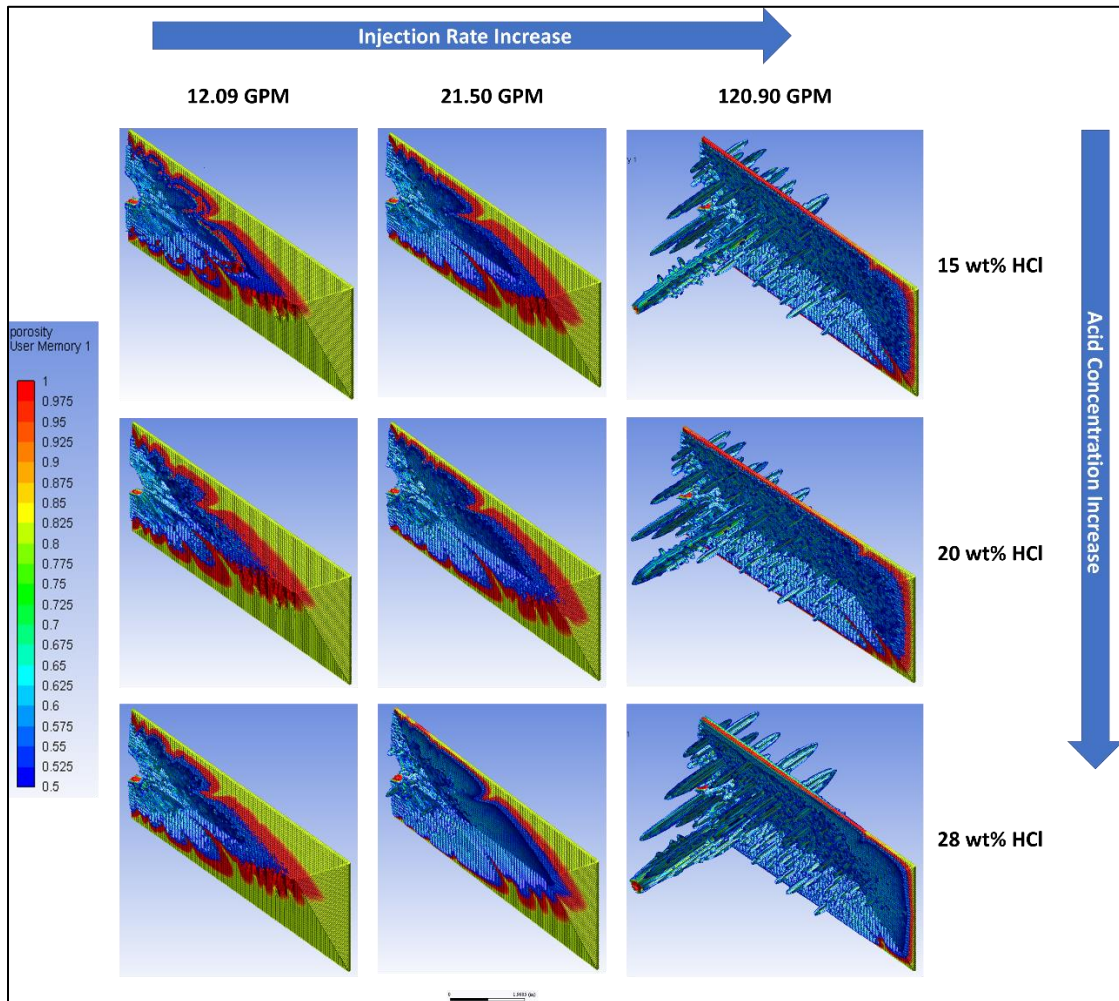 Injection Rate Increase
12.09 GPM
21.50 GPM
120.90 GPM
15 wt% HCl
20 wt% HCl
28 wt% HCl
Acid Concentration Increase
porosity
User Memory 1
1
0.975
0.95
0.925
0.9
0.875
0.85
0.825
0.8
0.775
0.75
0.725
0.7
0.675
0.65
0.625
0.6
0.575
0.55
0.525
0.5
y 1
0